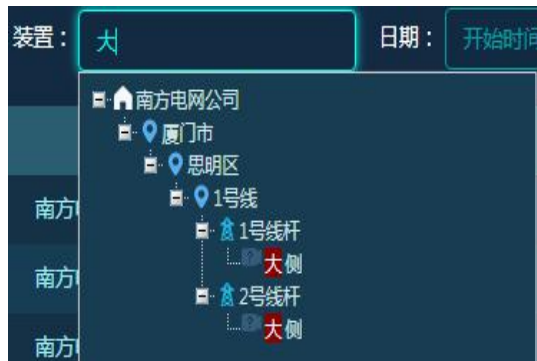 装置： 大 日期： 开始时间
南方电网公司
厦门市
思明区
1号线
1号线杆
大侧
2号线杆
大侧
南方
南方
南方